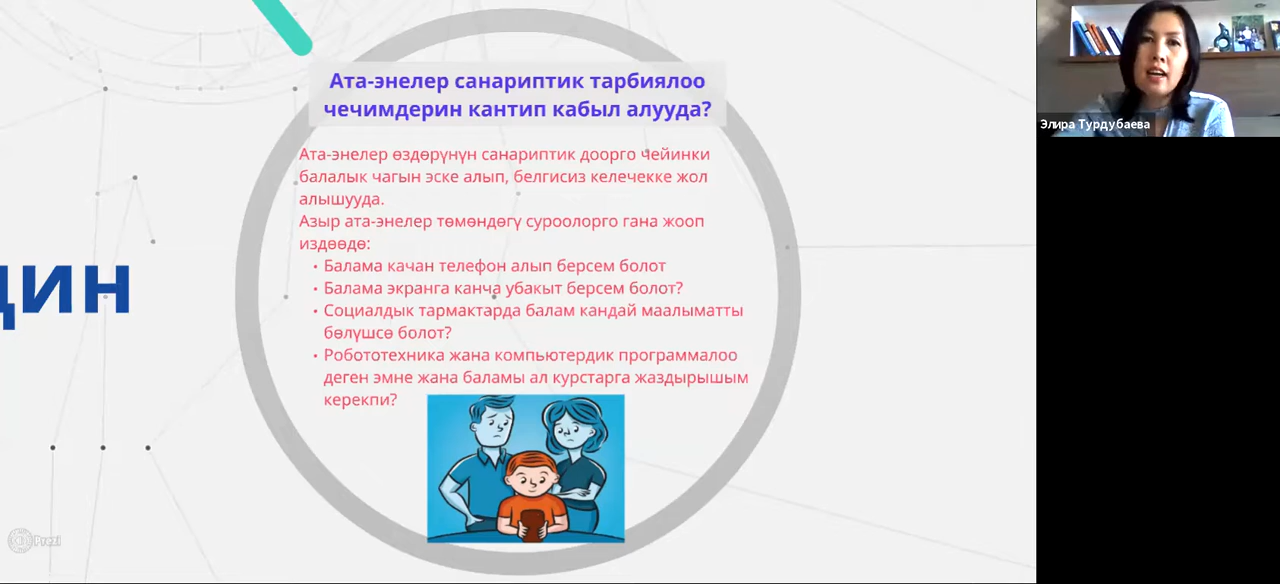 Ата-энелер санариптик тарбиялоо
чечимдерин кантип кабыл алууда?
Ата-энелер өздөрүнүн санариптик доорго чейинки
балалык чагын эске алып, белгисиз келечекке жол
алышууда.
Азыр ата-энелер төмөндөгү суроолорго гана жооп
издөөдө:
• Балама качан телефон алып берсем болот
• Балама экранга канча убакыт берсем болот?
• Социалдык тармактарда балам кандай маалыматты
бөлүшсө болот?
• Робототехника жана компьютердик программалоо
деген эмне жана баламы ал курстарга жаздырышым
керекпи?
Элира Турдубаева
Prezi